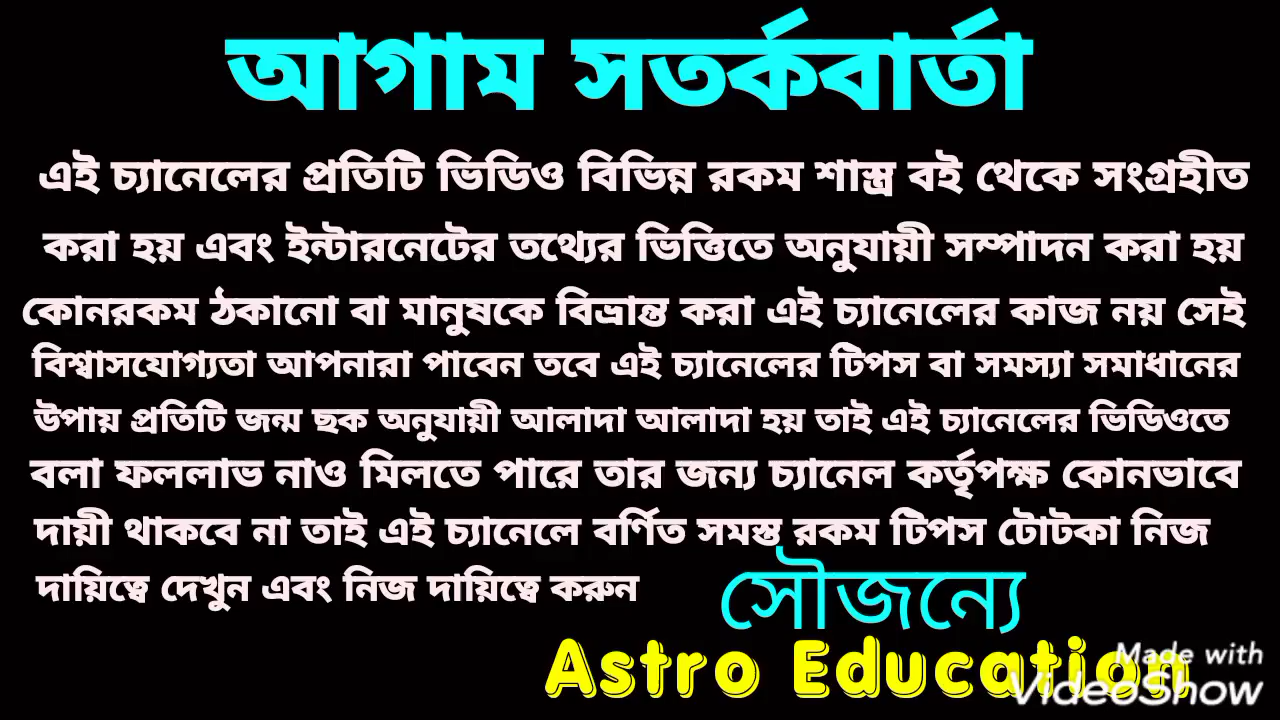 আগাম সতর্কবার্তা
এই চ্যানেলের প্রতিটি ভিডিও বিভিন্ন রকম শাস্ত্র বই থেকে সংগ্রহীত
করা হয় এবং ইন্টারনেটের তথ্যের ভিত্তিতে অনুযায়ী সম্পাদন করা হয়
কোনরকম ঠকানো বা মানুষকে বিভ্রান্ত করা এই চ্যানেলের কাজ নয় সেই
বিশ্বাসযোগ্যতা আপনারা পাবেন তবে এই চ্যানেলের টিপস বা সমস্যা সমাধানের
উপায় প্রতিটি জন্ম ছক অনুযায়ী আলাদা আলাদা হয় তাই এই চ্যানেলের ভিডিওতে
বলা ফললাভ নাও মিলতে পারে তার জন্য চ্যানেল কর্তৃপক্ষ কোনভাবে
দায়ী থাকবে না তাই এই চ্যানেলে বর্ণিত সমস্ত রকম টিপস টোটকা নিজ
দায়িত্বে দেখুন এবং নিজ দায়িত্বে করুন
সৌজন্যে
Astro Education
Made with
VideoShow